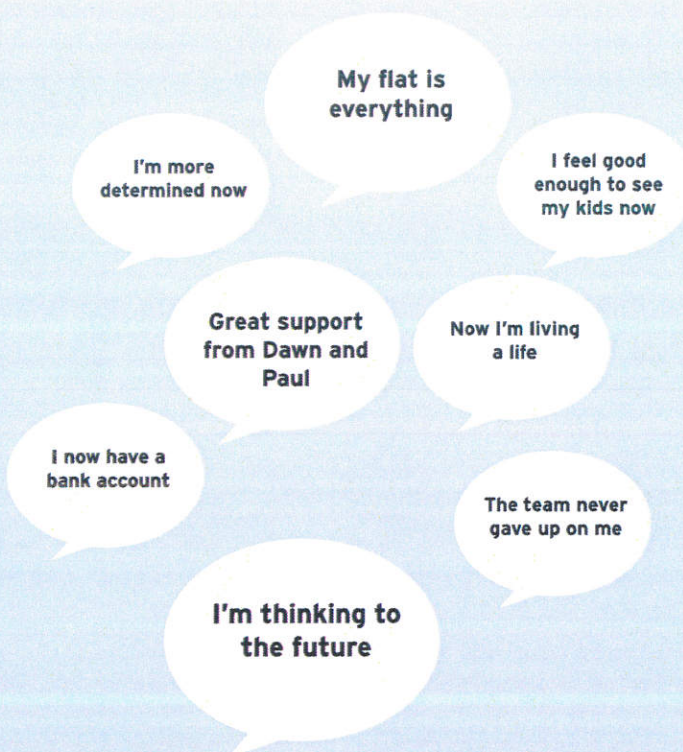 My flat is
everything
I'm more
determined now
I feel good
enough to see
my kids now
Great support
from Dawn and
Paul
Now I'm living
a life
I now have a
bank account
The team never
gave up on me
I'm thinking to
the future